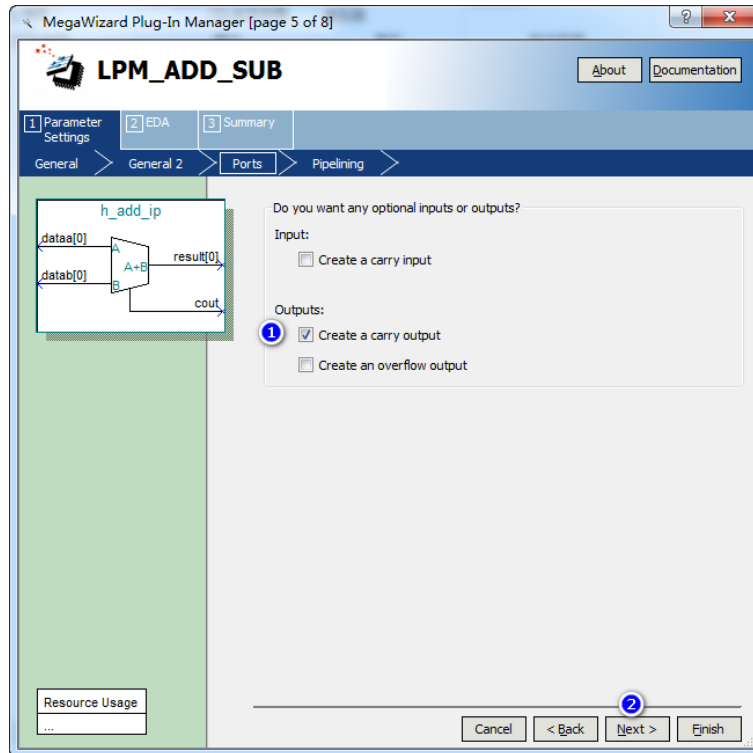 MegaWizard Plug-In Manager [page 5 of 8]
LPM_ADD_SUB
About
Documentation
1 Parameter Settings
2 EDA
3 Summary
General
General 2
Ports
Pipelining
h_add_ip
dataa[0]
A
A+B
result[0]
datab[0]
B
cout
Do you want any optional inputs or outputs?
Input:
Create a carry input
Outputs:
1 Create a carry output
Create an overflow output
Resource Usage
...
2
Cancel
< Back
Next >
Finish